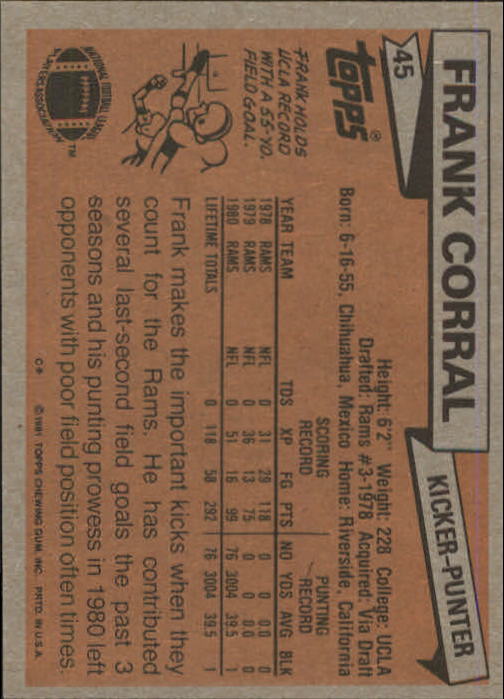 45
FRANK CORRAL
KICKER-PUNTER
topps®
Height: 6'2" Weight: 228 College: UCLA
Drafted: Rams #3-1978 Acquired: Via Draft
Born: 6-16-55, Chihuahua, Mexico Home: Riverside, California
FRANK HOLDS
UCLA RECORD
WITH A 55-YD.
FIELD GOAL.
SCORING RECORD
PUNTING RECORD
YEAR TEAM TDS XP FG PTS NO YDS AVG BLK
1978 RAMS NFL 0 31 29 118 0 0 0.0 0
1979 RAMS NFL 0 36 13 75 0 0 0.0 0
1980 RAMS NFL 0 51 16 99 76 3004 39.5 1
LIFETIME TOTALS 0 118 58 292 76 3004 39.5 1
Frank makes the important kicks when they
count for the Rams. He has contributed
several last-second field goals the past 3
seasons and his punting prowess in 1980 left
opponents with poor field position often times.
NATIONAL FOOTBALL LEAGUE
PLAYERS ASSOCIATION
TM
C* ©1981 TOPPS CHEWING GUM, INC. PRTD. IN U.S.A.